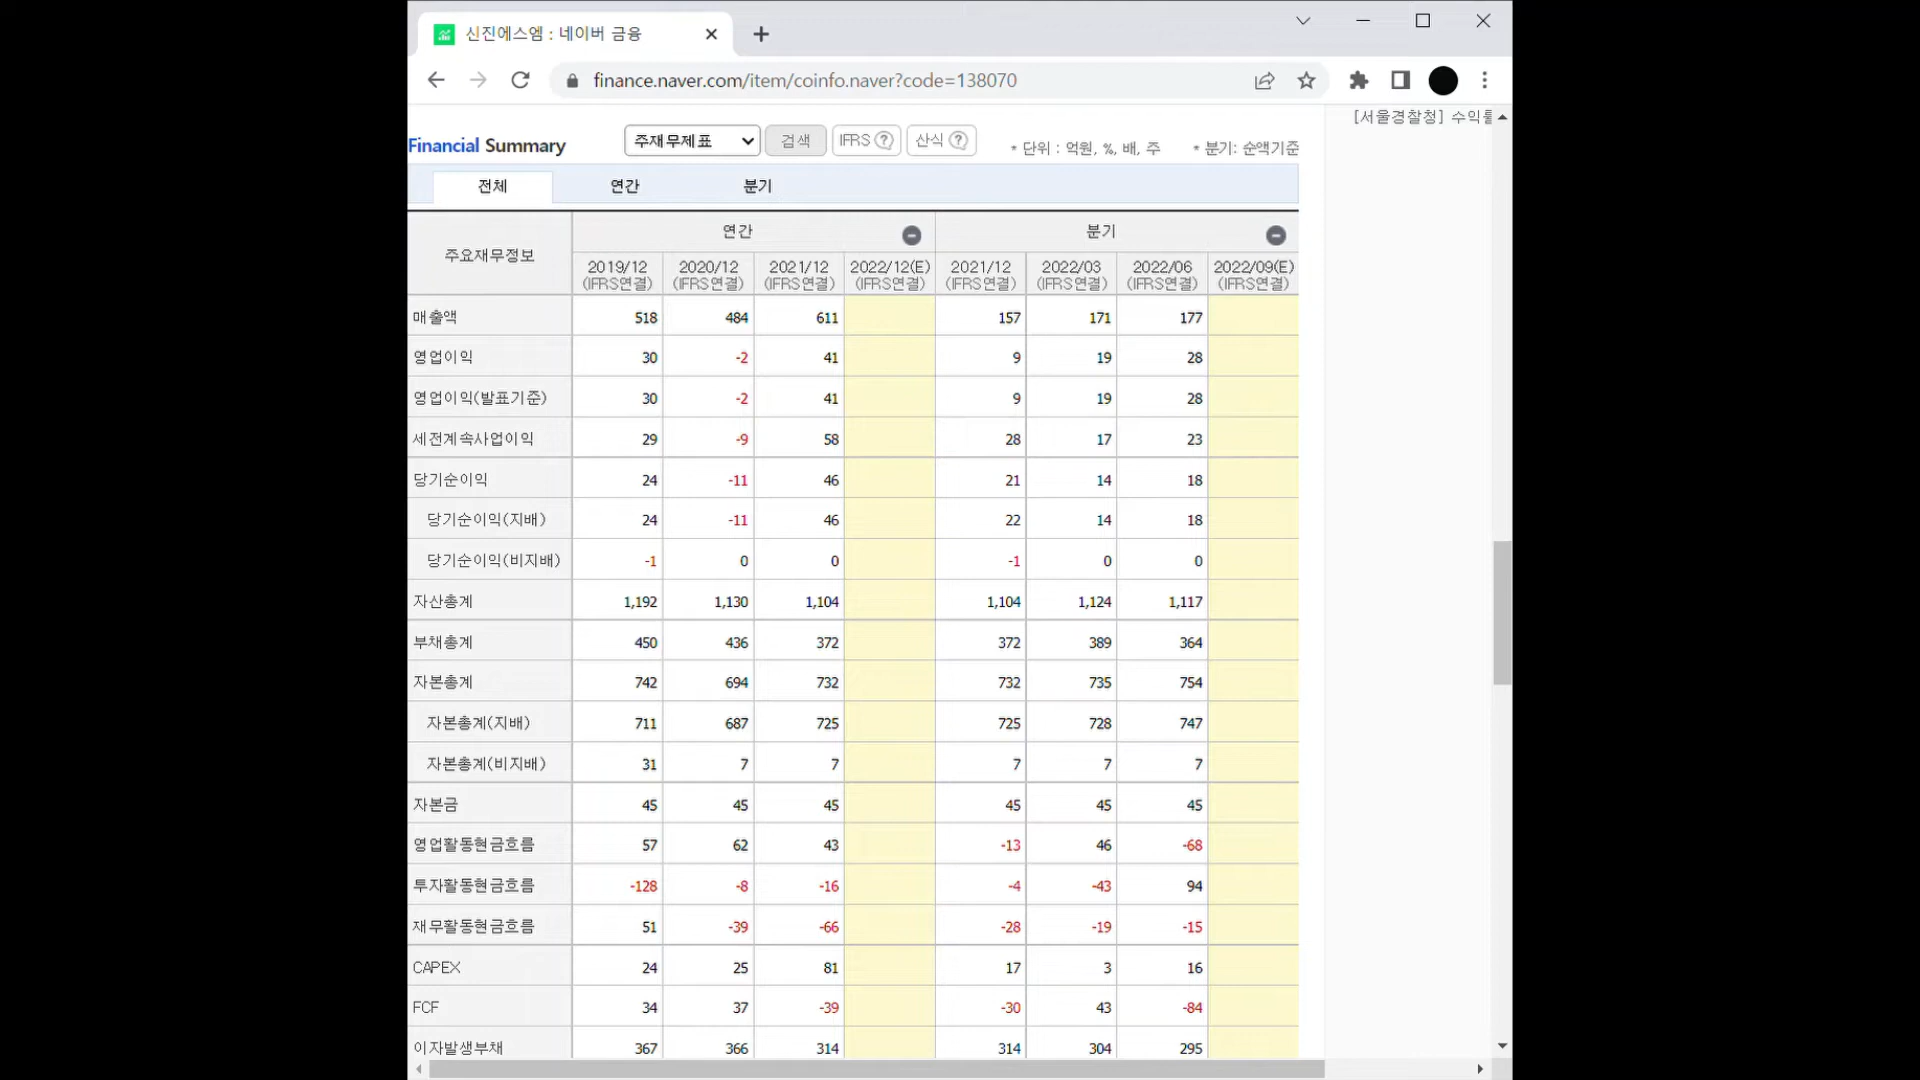 신진에스엠 : 네이버 금융
finance.naver.com/item/coinfo.naver?code=138070
[서울경찰청] 수익률
Financial Summary 주재무제표 검색 IFRS ? 산식 ? * 단위 : 억원, %, 배, 주 * 분기: 순액기준
전체 연간 분기
주요재무정보 연간 분기
2019/12 2020/12 2021/12 2022/12(E) 2021/12 2022/03 2022/06 2022/09(E)
(IFRS연결) (IFRS연결) (IFRS연결) (IFRS연결) (IFRS연결) (IFRS연결) (IFRS연결) (IFRS연결)
매출액 518 484 611 157 171 177
영업이익 30 -2 41 9 19 28
영업이익(발표기준) 30 -2 41 9 19 28
세전계속사업이익 29 -9 58 28 17 23
당기순이익 24 -11 46 21 14 18
당기순이익(지배) 24 -11 46 22 14 18
당기순이익(비지배) -1 0 0 -1 0 0
자산총계 1,192 1,130 1,104 1,104 1,124 1,117
부채총계 450 436 372 372 389 364
자본총계 742 694 732 732 735 754
자본총계(지배) 711 687 725 725 728 747
자본총계(비지배) 31 7 7 7 7 7
자본금 45 45 45 45 45 45
영업활동현금흐름 57 62 43 -13 46 -68
투자활동현금흐름 -128 -8 -16 -4 -43 94
재무활동현금흐름 51 -39 -66 -28 -19 -15
CAPEX 24 25 81 17 3 16
FCF 34 37 -39 -30 43 -84
이자발생부채 367 366 314 314 304 295